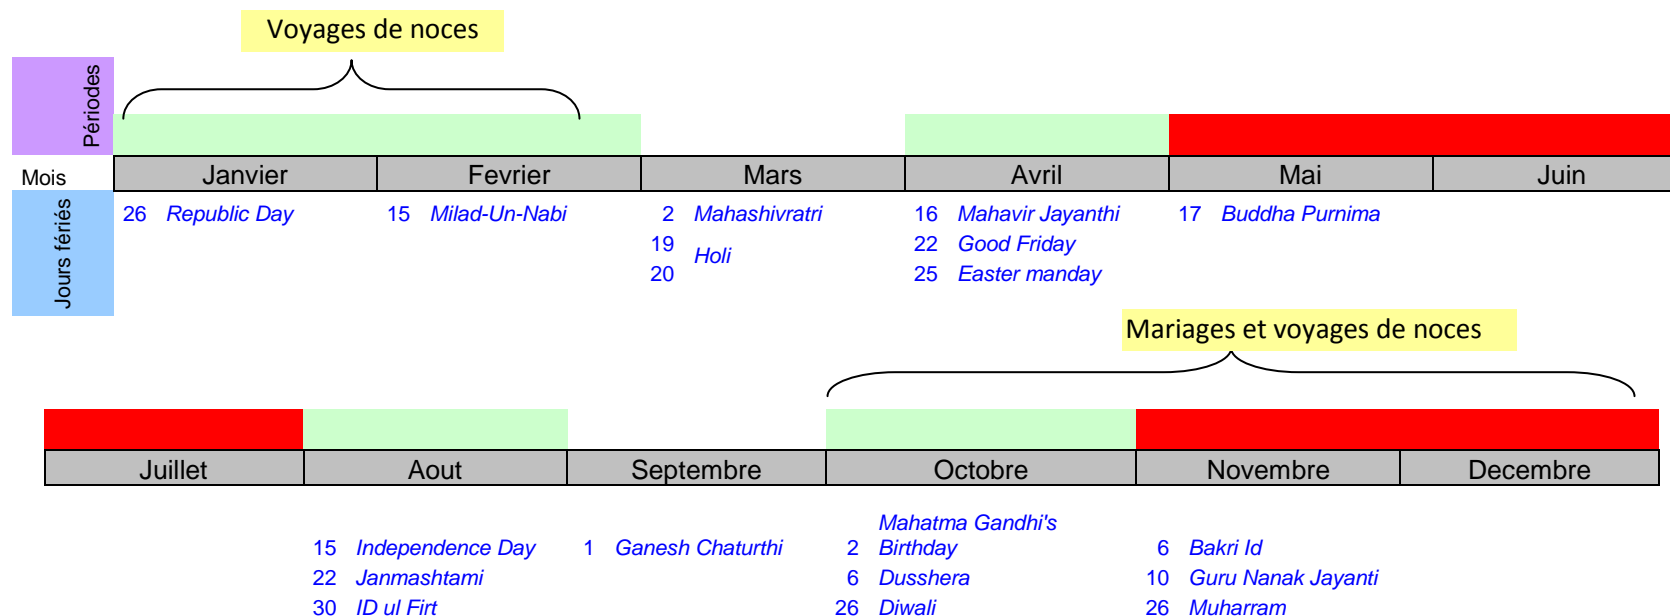 Voyages de noces
Périodes
Mois Janvier Fevrier Mars Avril Mai Juin
Jours fériés
26 Republic Day 15 Milad-Un-Nabi 2 Mahashivratri 16 Mahavir Jayanthi 17 Buddha Purnima
19 Holi 22 Good Friday
20 25 Easter manday
Mariages et voyages de noces
Juillet Aout Septembre Octobre Novembre Decembre
Mahatma Gandhi's
15 Independence Day 1 Ganesh Chaturthi 2 Birthday 6 Bakri Id
22 Janmashtami 6 Dusshera 10 Guru Nanak Jayanti
30 ID ul Firt 26 Diwali 26 Muharram